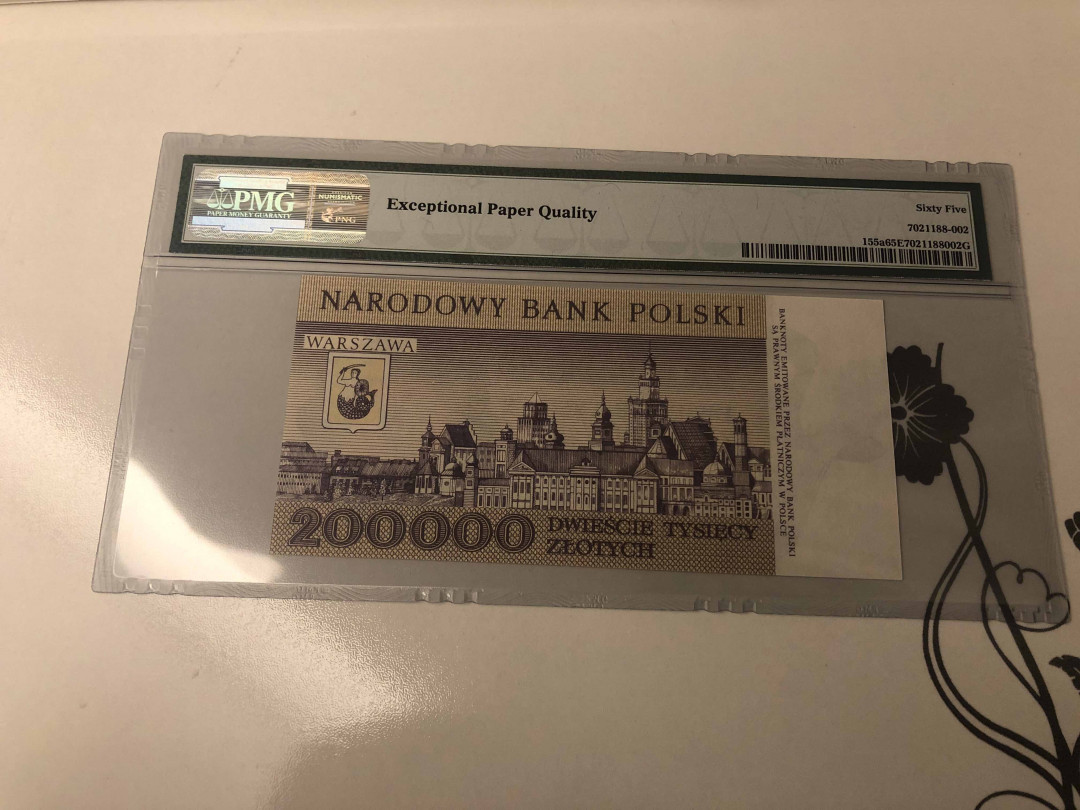 PMG
PAPER MONEY GUARANTY
NUMISMATIC
PNG
Exceptional Paper Quality
Sixty Five
7021188-002
155a65E7021188002G
NARODOWY BANK POLSKI
WARSZAWA
200000 DWIEŚCIE TYSIĘCY
ZŁOTYCH
BANKNOTY EMITOWANE PRZEZ NARODOWY BANK POLSKI
SĄ PRAWNYM ŚRODKIEM PŁATNICZYM W POLSCE